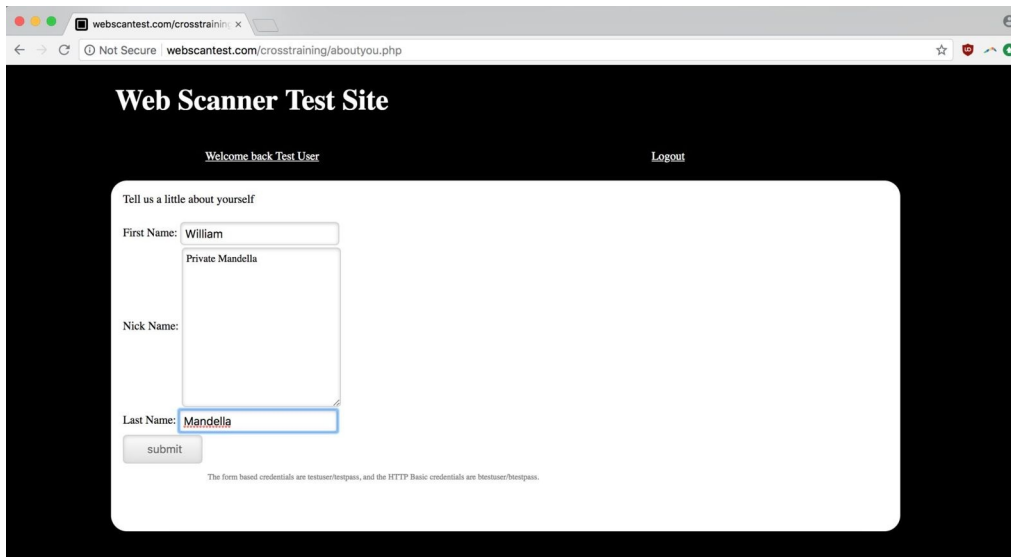 webscantest.com/crosstraining ×
Not Secure webscantest.com/crosstraining/aboutyou.php
Web Scanner Test Site
Welcome back Test User Logout
Tell us a little about yourself
First Name: William
Private Mandella
Nick Name:
Last Name: Mandella
submit
The form based credentials are testuser/testpass, and the HTTP Basic credentials are btestuser/btestpass.